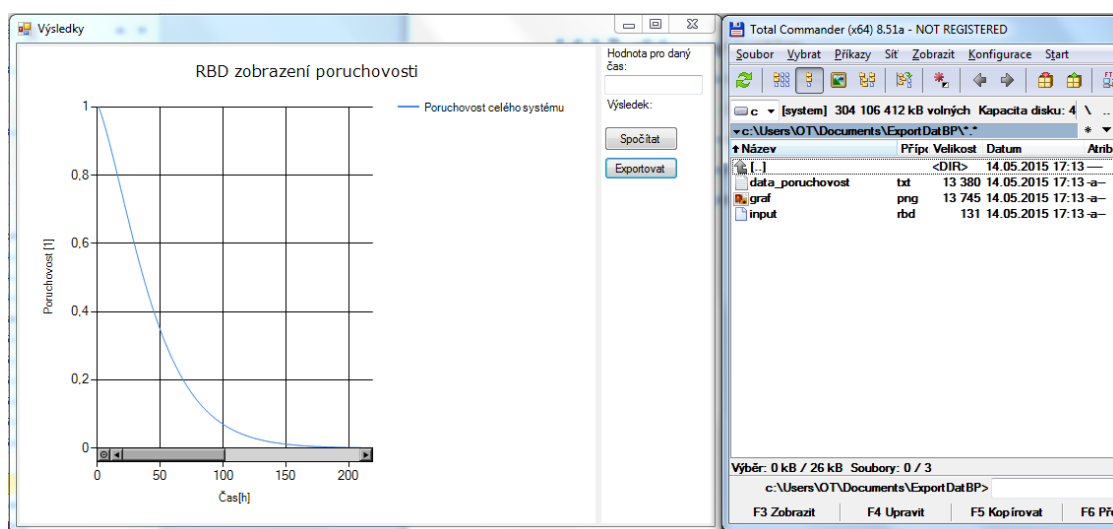 Výsledky
RBD zobrazení poruchovosti
Poruchovost celého systému
Poruchovost [1]
1
0,8
0,6
0,4
0,2
0
0 50 100 150 200
Čas[h]
Hodnota pro daný
čas:
Výsledek:
Spočítat
Exportovat
Total Commander (x64) 8.51a - NOT REGISTERED
Soubor Vybrat Příkazy Síť Zobrazit Konfigurace Start
c [system] 304 106 412 kB volných Kapacita disku: 4 \ ..
c:\Users\OT\Documents\ExportDatBP\*.* *
Název Přípo Velikost Datum Atrib
[..] <DIR> 14.05.2015 17:13 ----
data_poruchovost txt 13 380 14.05.2015 17:13 -a--
graf png 13 745 14.05.2015 17:13 -a--
input rbd 131 14.05.2015 17:13 -a--
Výběr: 0 kB / 26 kB Soubory: 0 / 3
c:\Users\OT\Documents\ExportDatBP>
F3 Zobrazit F4 Upravit F5 Kopírovat F6 Pře